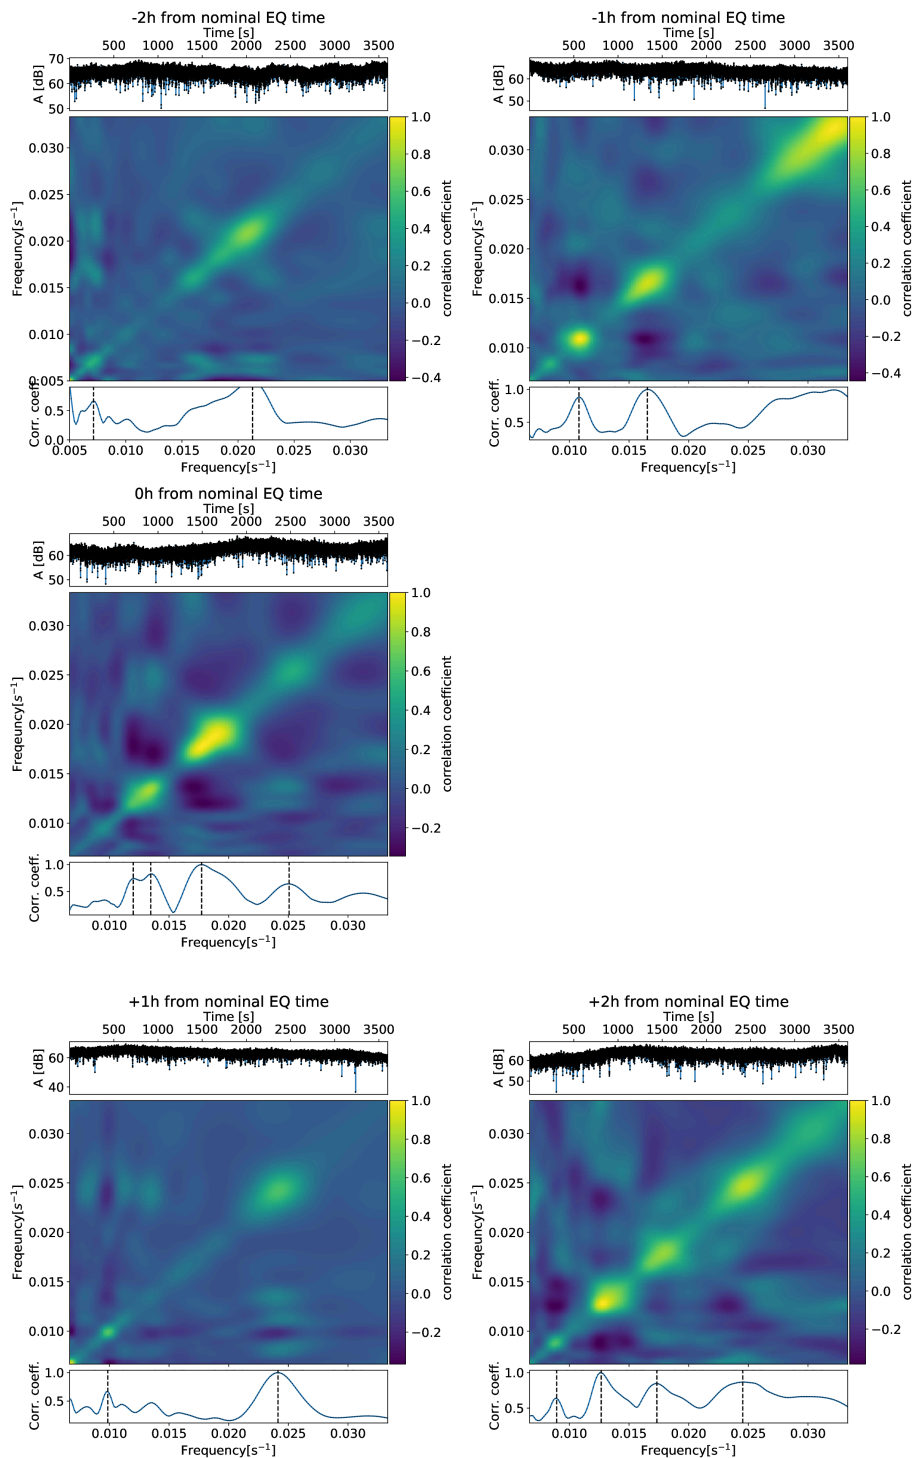 -2h from nominal EQ time
Time [s]
500 1000 1500 2000 2500 3000 3500
A [dB]
70
60
50
Freqeuncy[s⁻¹]
0.030
0.025
0.020
0.015
0.010
0.005
correlation coefficient
1.0
0.8
0.6
0.4
0.2
0.0
−0.2
−0.4
Corr. coeff.
0.5
0.0
0.005 0.010 0.015 0.020 0.025 0.030
Frequency[s⁻¹]
-1h from nominal EQ time
Time [s]
500 1000 1500 2000 2500 3000 3500
A [dB]
60
50
Freqeuncy[s⁻¹]
0.030
0.025
0.020
0.015
0.010
correlation coefficient
1.0
0.8
0.6
0.4
0.2
0.0
−0.2
−0.4
Corr. coeff.
1.0
0.5
0.010 0.015 0.020 0.025 0.030
Frequency[s⁻¹]
0h from nominal EQ time
Time [s]
500 1000 1500 2000 2500 3000 3500
A [dB]
60
50
Freqeuncy[s⁻¹]
0.030
0.025
0.020
0.015
0.010
correlation coefficient
1.0
0.8
0.6
0.4
0.2
0.0
−0.2
Corr. coeff.
1.0
0.5
0.010 0.015 0.020 0.025 0.030
Frequency[s⁻¹]
+1h from nominal EQ time
Time [s]
500 1000 1500 2000 2500 3000 3500
A [dB]
60
40
Freqeuncy[s⁻¹]
0.030
0.025
0.020
0.015
0.010
correlation coefficient
1.0
0.8
0.6
0.4
0.2
0.0
−0.2
Corr. coeff.
1.0
0.5
0.010 0.015 0.020 0.025 0.030
Frequency[s⁻¹]
+2h from nominal EQ time
Time [s]
500 1000 1500 2000 2500 3000 3500
A [dB]
60
50
Freqeuncy[s⁻¹]
0.030
0.025
0.020
0.015
0.010
correlation coefficient
1.0
0.8
0.6
0.4
0.2
0.0
−0.2
Corr. coeff.
1.0
0.5
0.010 0.015 0.020 0.025 0.030
Frequency[s⁻¹]